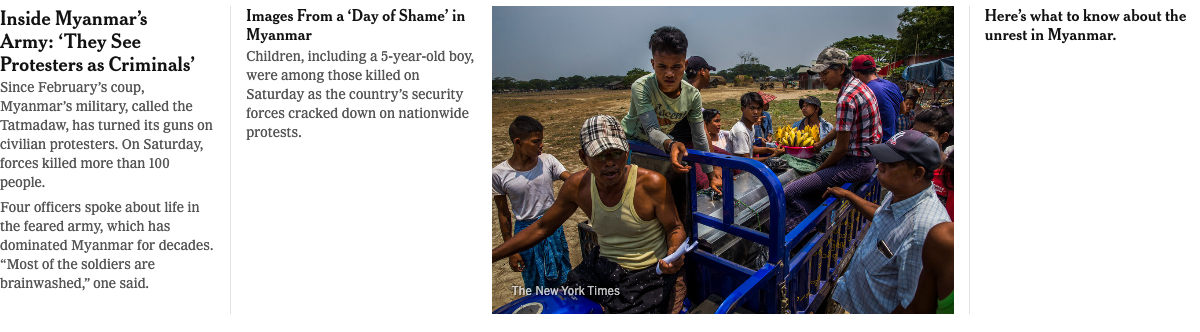 Inside Myanmar’s
Army: ‘They See
Protesters as Criminals’
Since February’s coup,
Myanmar’s military, called the
Tatmadaw, has turned its guns on
civilian protesters. On Saturday,
forces killed more than 100
people.
Four officers spoke about life in
the feared army, which has
dominated Myanmar for decades.
“Most of the soldiers are
brainwashed,” one said.
Images From a ‘Day of Shame’ in
Myanmar
Children, including a 5-year-old boy,
were among those killed on
Saturday as the country’s security
forces cracked down on nationwide
protests.
The New York Times
Here’s what to know about the
unrest in Myanmar.